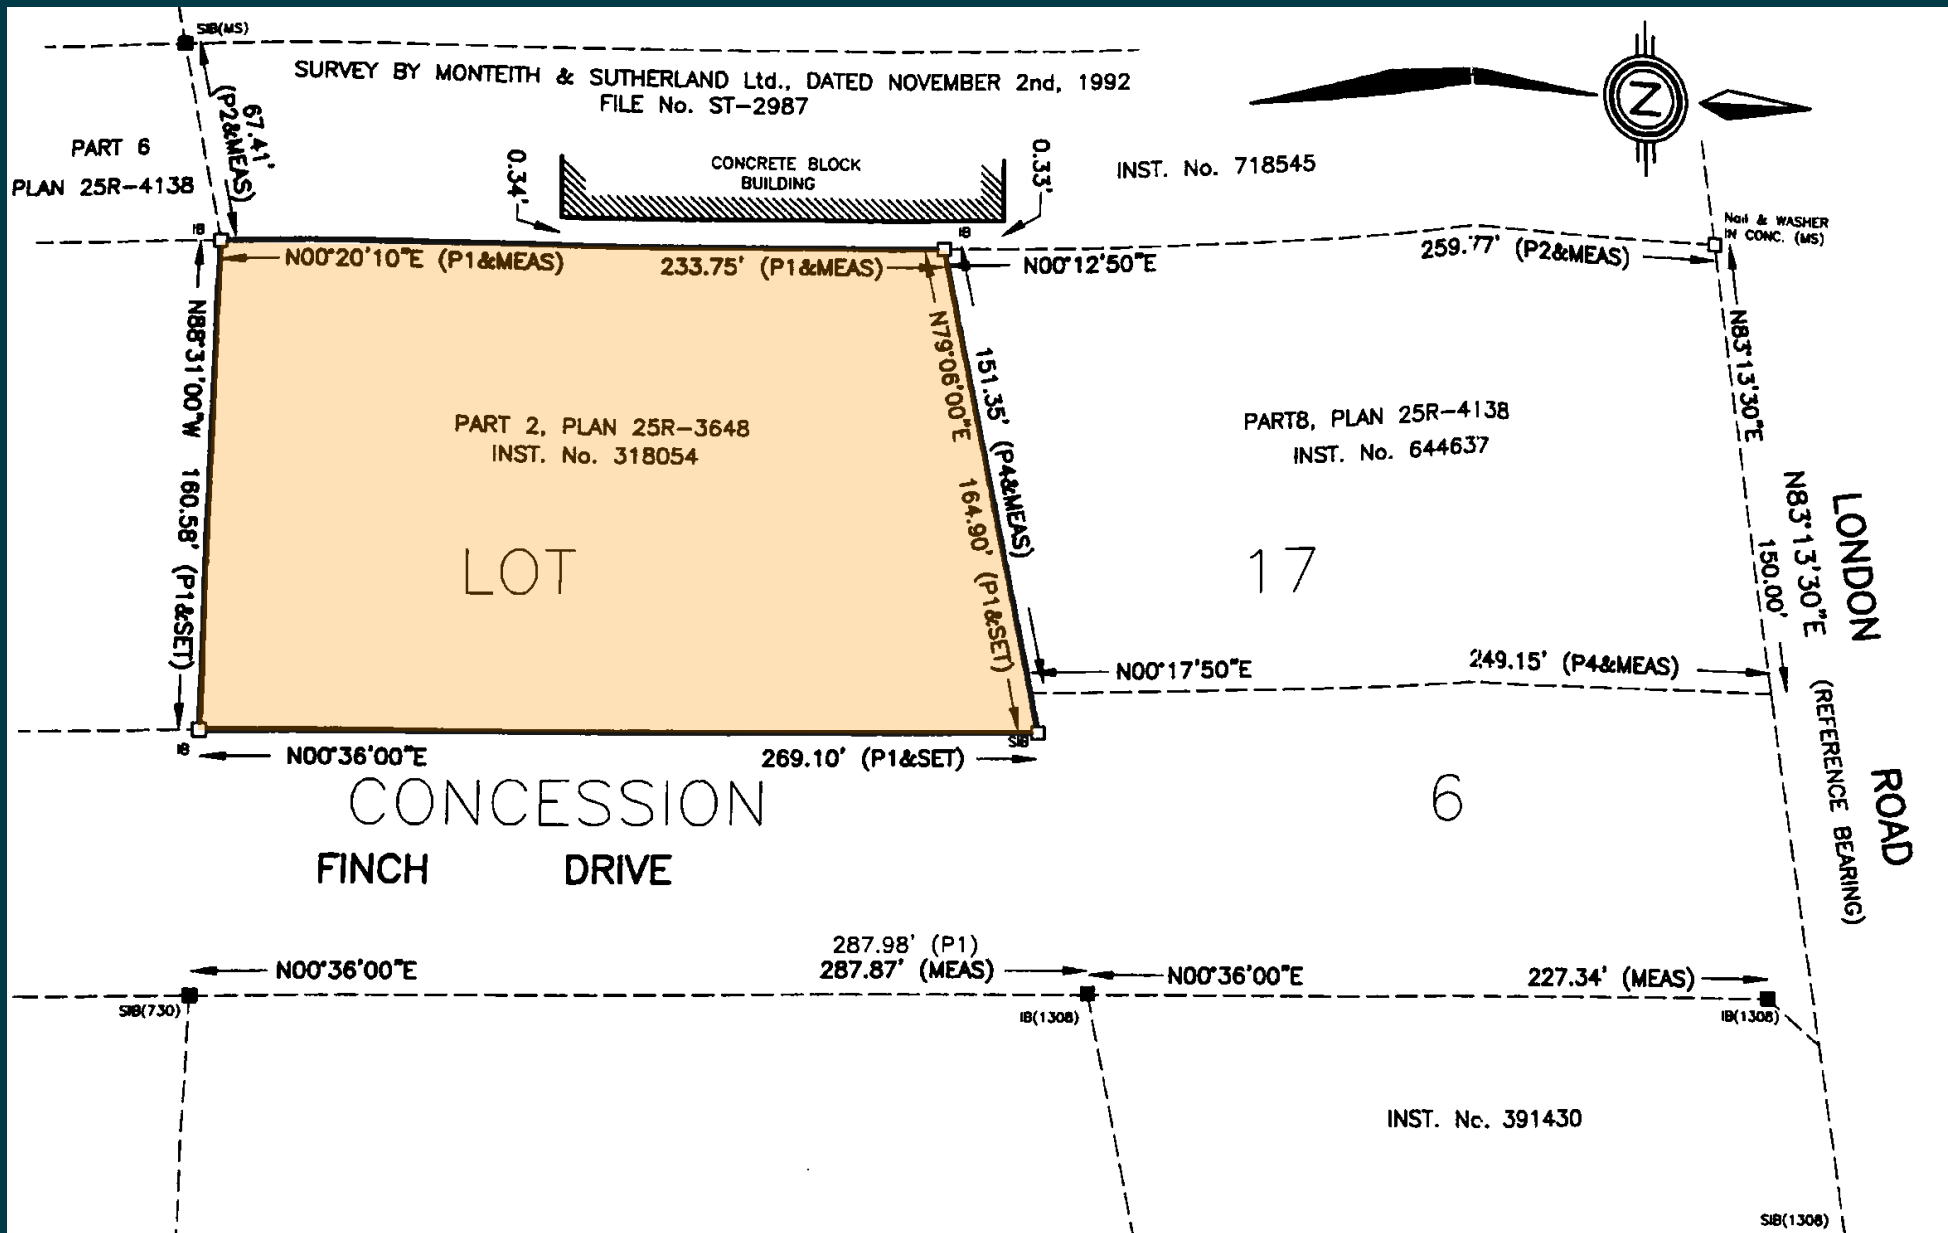 SIB(MS)
SURVEY BY MONTEITH & SUTHERLAND Ltd., DATED NOVEMBER 2nd, 1992
FILE No. ST-2987
67.41'
(P2&MEAS)
PART 6
PLAN 25R-4138
0.34'
CONCRETE BLOCK
BUILDING
0.33'
INST. No. 718545
Z
Nail & WASHER
IN CONC. (MS)
IB
IB
N00°20'10"E (P1&MEAS)
233.75' (P1&MEAS)
N00°12'50"E
259.77' (P2&MEAS)
N88°31'00"W 160.58' (P1&SET)
N79°06'00"E 164.90' (P1&SET)
151.35' (P4&MEAS)
N83°13'30"E
PART 2, PLAN 25R-3648
INST. No. 318054
PART8, PLAN 25R-4138
INST. No. 644637
LOT
17
LONDON ROAD
N83°13'30"E (REFERENCE BEARING)
150.00'
N00°17'50"E
249.15' (P4&MEAS)
IB
SIB
N00°36'00"E
269.10' (P1&SET)
CONCESSION
6
FINCH DRIVE
287.98' (P1)
N00°36'00"E
287.87' (MEAS)
N00°36'00"E
227.34' (MEAS)
SIB(730)
IB(1308)
IB(1308)
INST. No. 391430
SIB(1308)